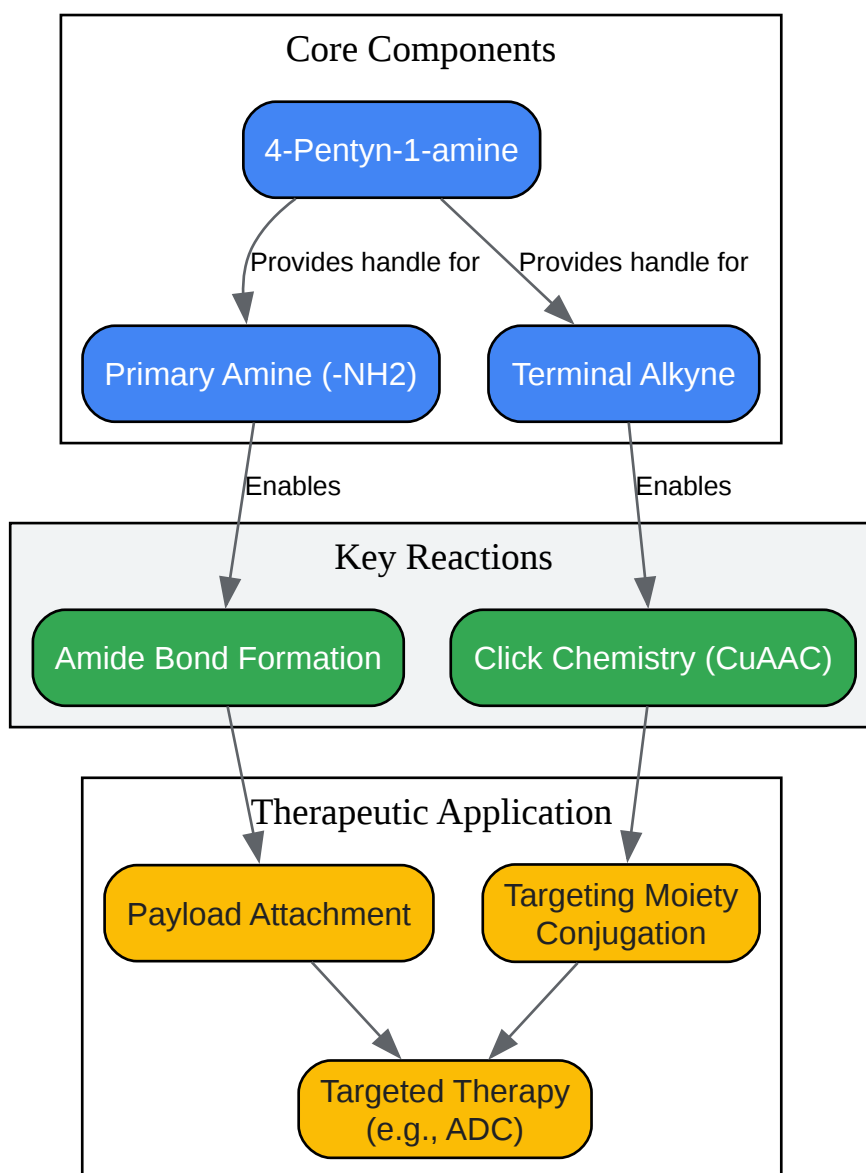 Core Components
4-Pentyn-1-amine
Provides handle for
Provides handle for
Primary Amine (-NH2)
Terminal Alkyne
Enables
Enables
Key Reactions
Amide Bond Formation
Click Chemistry (CuAAC)
Therapeutic Application
Payload Attachment
Targeting Moiety
Conjugation
Targeted Therapy
(e.g., ADC)